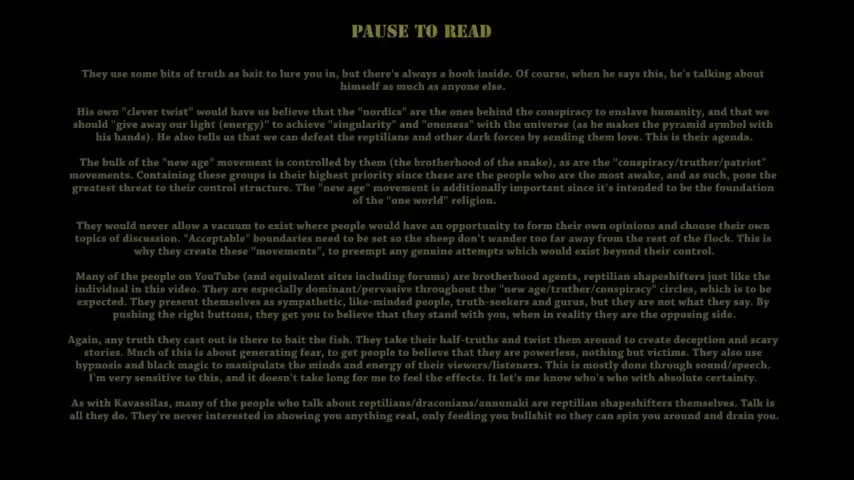 PAUSE TO READ
They use some bits of truth as bait to lure you in, but there's always a hook inside. Of course, when he says this, he's talking about
himself as much as anyone else.
His own "clever twist" would have us believe that the "nordics" are the ones behind the conspiracy to enslave humanity, and that we
should "give away our light (energy)" to achieve "singularity" and "oneness" with the universe (as he makes the pyramid symbol with
his hands). He also tells us that we can defeat the reptilians and other dark forces by sending them love. This is their agenda.
The bulk of the "new age" movement is controlled by them (the brotherhood of the snake), as are the "conspiracy/truther/patriot"
movements. Containing these groups is their highest priority since these are the people who are the most awake, and as such, pose the
greatest threat to their control structure. The "new age" movement is additionally important since it's intended to be the foundation
of the "one world" religion.
They would never allow a vacuum to exist where people would have an opportunity to form their own opinions and choose their own
topics of discussion. "Acceptable" boundaries need to be set so the sheep don't wander too far away from the rest of the flock. This is
why they create these "movements", to preempt any genuine attempts which would exist beyond their control.
Many of the people on YouTube (and equivalent sites including forums) are brotherhood agents, reptilian shapeshifters just like the
individual in this video. They are especially dominant/pervasive throughout the "new age/truther/conspiracy" circles, which is to be
expected. They present themselves as sympathetic, like-minded people, truth-seekers and gurus, but they are not what they say. By
pushing the right buttons, they get you to believe that they stand with you, when in reality they are the opposing side.
Again, any truth they cast out is there to bait the fish. They take their half-truths and twist them around to create deception and scary
stories. Much of this is about generating fear, to get people to believe that they are powerless, nothing but victims. They also use
hypnosis and black magic to manipulate the minds and energy of their viewers/listeners. This is mostly done through sound/speech.
I'm very sensitive to this, and it doesn't take long for me to feel the effects. It let's me know who's who with absolute certainty.
As with Kavassilas, many of the people who talk about reptilians/draconians/annunaki are reptilian shapeshifters themselves. Talk is
all they do. They're never interested in showing you anything real, only feeding you bullshit so they can spin you around and drain you.